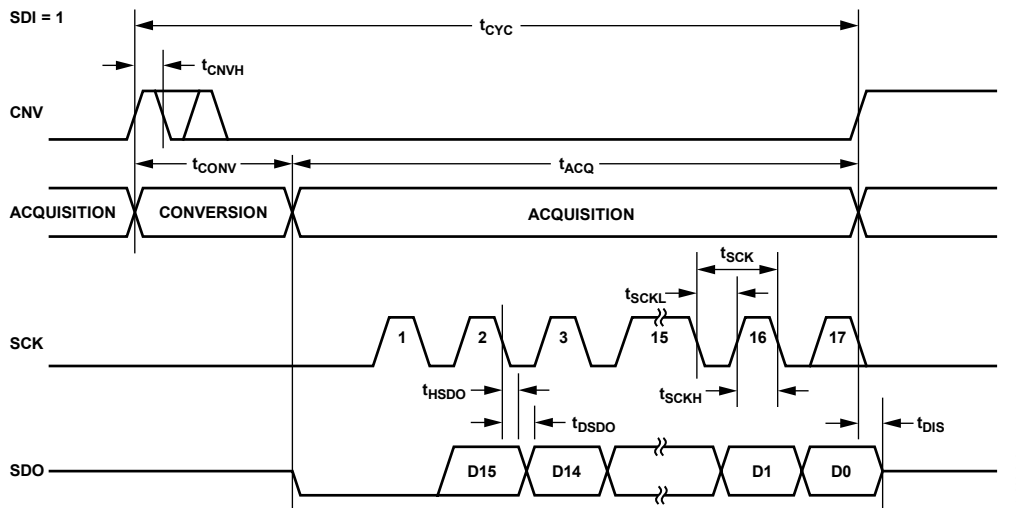 SDI = 1
tCYC
tCNVH
CNV
tCONV
tACQ
ACQUISITION
CONVERSION
ACQUISITION
tSCK
tSCKL
SCK
1
2
3
15
16
17
tHSDO
tSCKH
tDSDO
tDIS
SDO
D15
D14
D1
D0